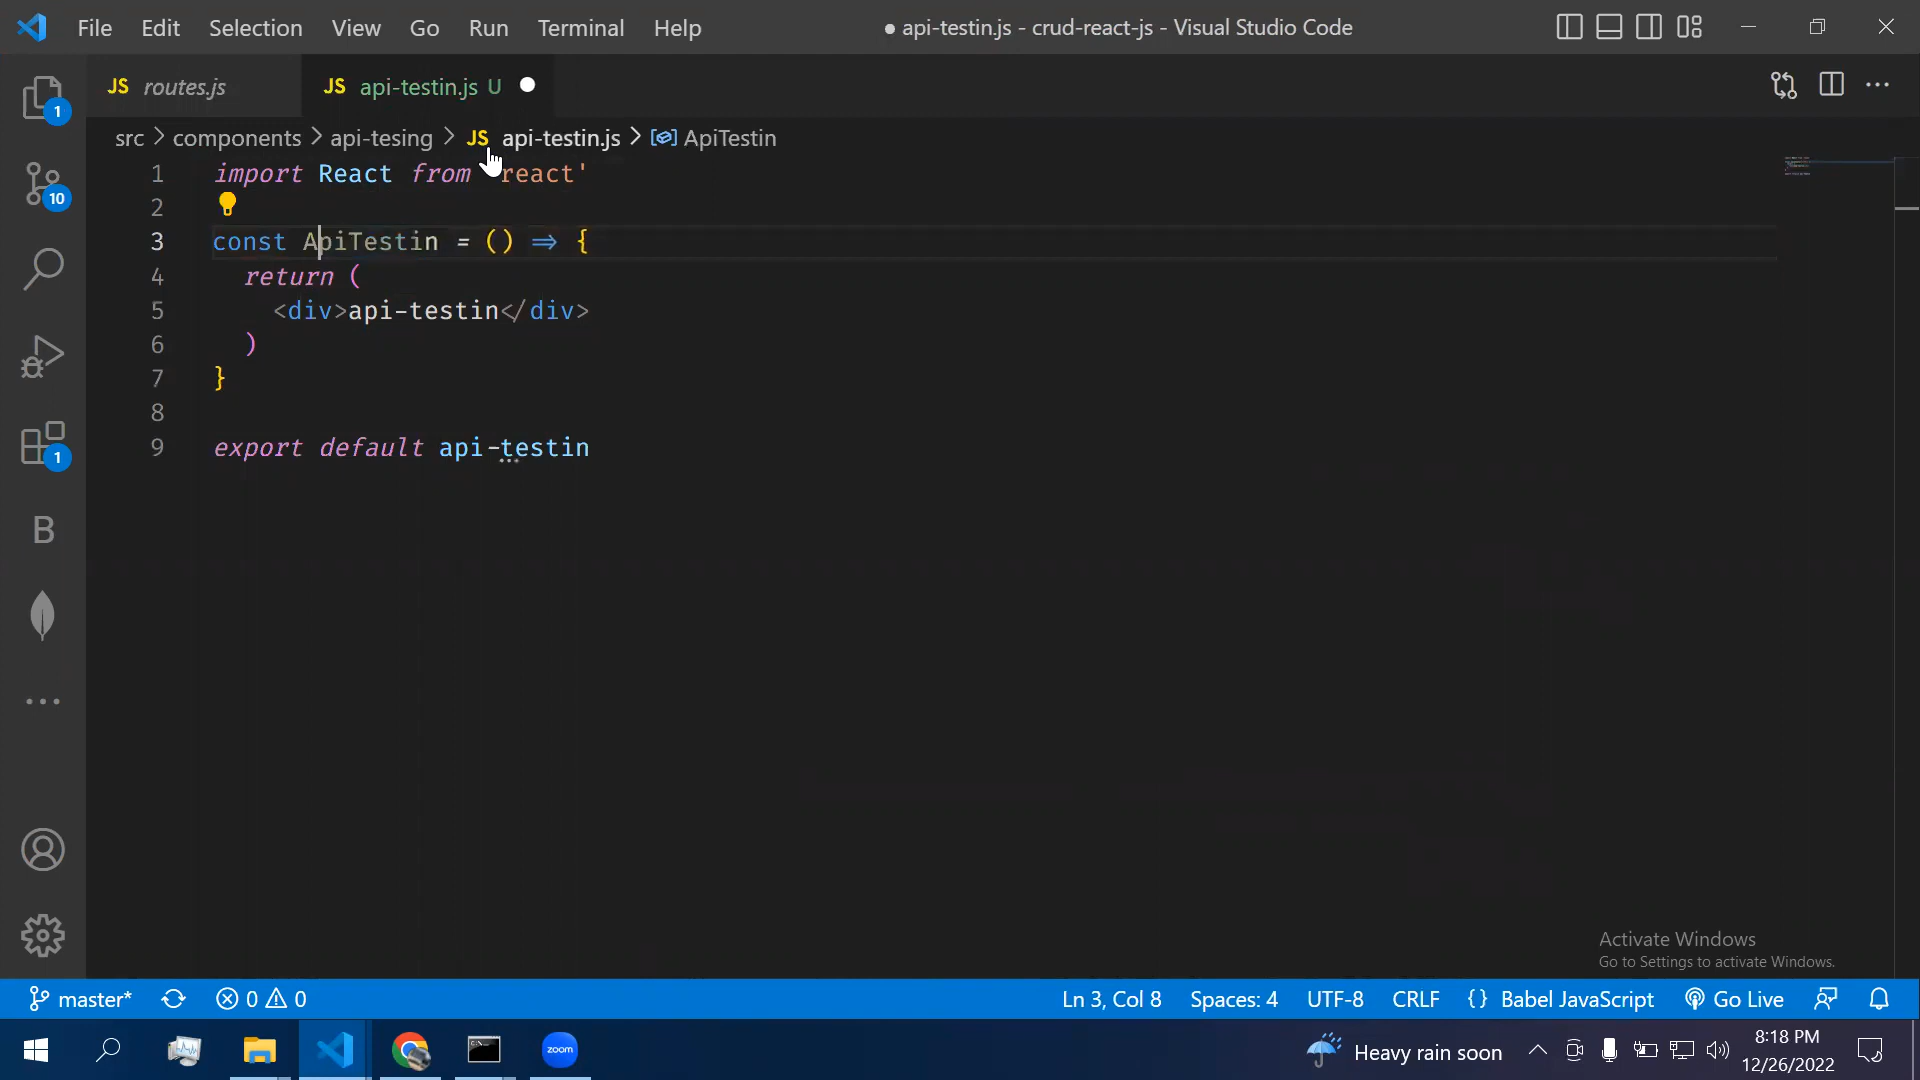 File Edit Selection View Go Run Terminal Help ● api-testin.js - crud-react-js - Visual Studio Code
JS routes.js JS api-testin.js U
1
src > components > api-tesing > JS api-testin.js > ApiTestin
1 import React from 'react'
2
10
3 const ApiTestin = () => {
4 return (
5 <div>api-testin</div>
6 )
7 }
8
9 export default api-testin
1
B
Activate Windows
Go to Settings to activate Windows.
master* 0 0 Ln 3, Col 8 Spaces: 4 UTF-8 CRLF {} Babel JavaScript Go Live
zoom Heavy rain soon 8:18 PM
12/26/2022